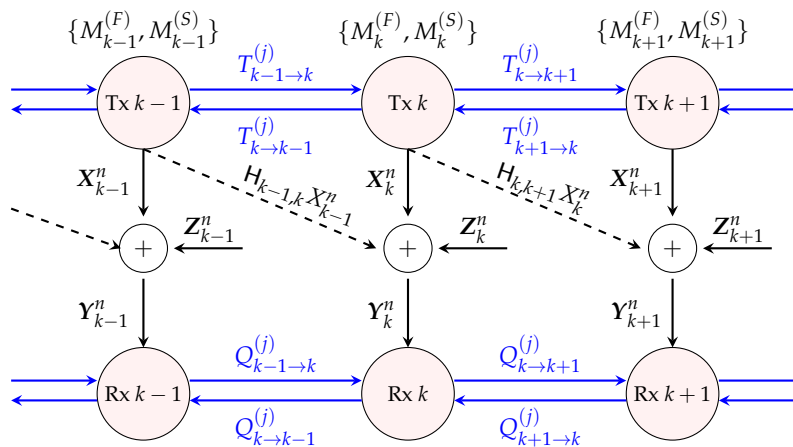 {M_{k-1}^{(F)}, M_{k-1}^{(S)}} {M_k^{(F)}, M_k^{(S)}} {M_{k+1}^{(F)}, M_{k+1}^{(S)}}
T_{k-1→k}^{(j)} T_{k→k+1}^{(j)}
Tx k − 1 Tx k Tx k + 1
T_{k→k-1}^{(j)} T_{k+1→k}^{(j)}
X_{k-1}^n H_{k-1,k} X_{k-1}^n X_k^n H_{k,k+1} X_k^n X_{k+1}^n
+ Z_{k-1}^n + Z_k^n + Z_{k+1}^n
Y_{k-1}^n Y_k^n Y_{k+1}^n
Q_{k-1→k}^{(j)} Q_{k→k+1}^{(j)}
Rx k − 1 Rx k Rx k + 1
Q_{k→k-1}^{(j)} Q_{k+1→k}^{(j)}